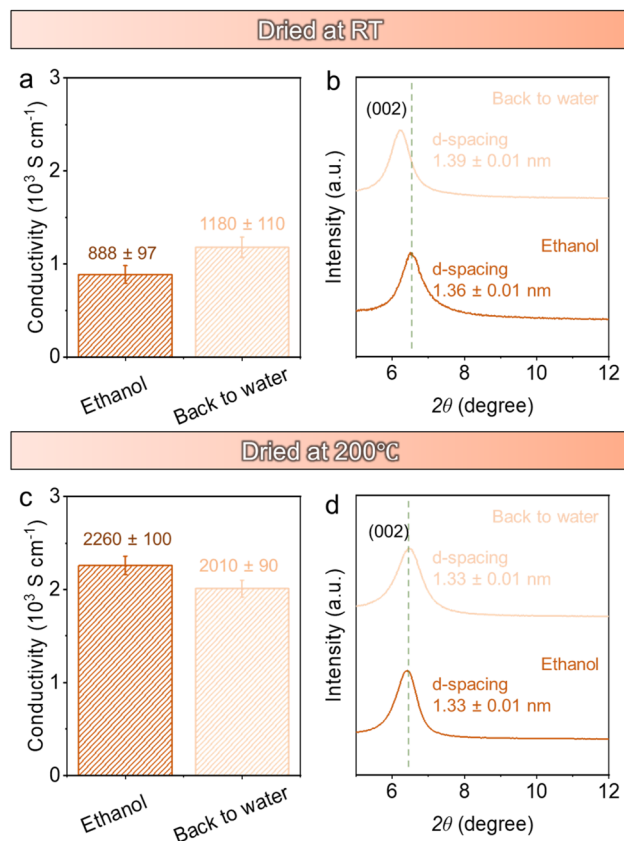 Dried at RT
a
3
2
1
0
Conductivity (10³ S cm⁻¹)
888 ± 97
1180 ± 110
Ethanol
Back to water
b
Back to water
(002)
d-spacing
1.39 ± 0.01 nm
Ethanol
d-spacing
1.36 ± 0.01 nm
Intensity (a.u.)
6 8 10 12
2θ (degree)
Dried at 200℃
c
3
2
1
0
Conductivity (10³ S cm⁻¹)
2260 ± 100
2010 ± 90
Ethanol
Back to water
d
Back to water
(002)
d-spacing
1.33 ± 0.01 nm
Ethanol
d-spacing
1.33 ± 0.01 nm
Intensity (a.u.)
6 8 10 12
2θ (degree)